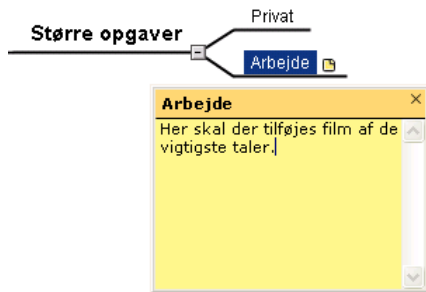 Privat
Større opgaver
Arbejde
Arbejde
Her skal der tilføjes film af de
vigtigste taler.